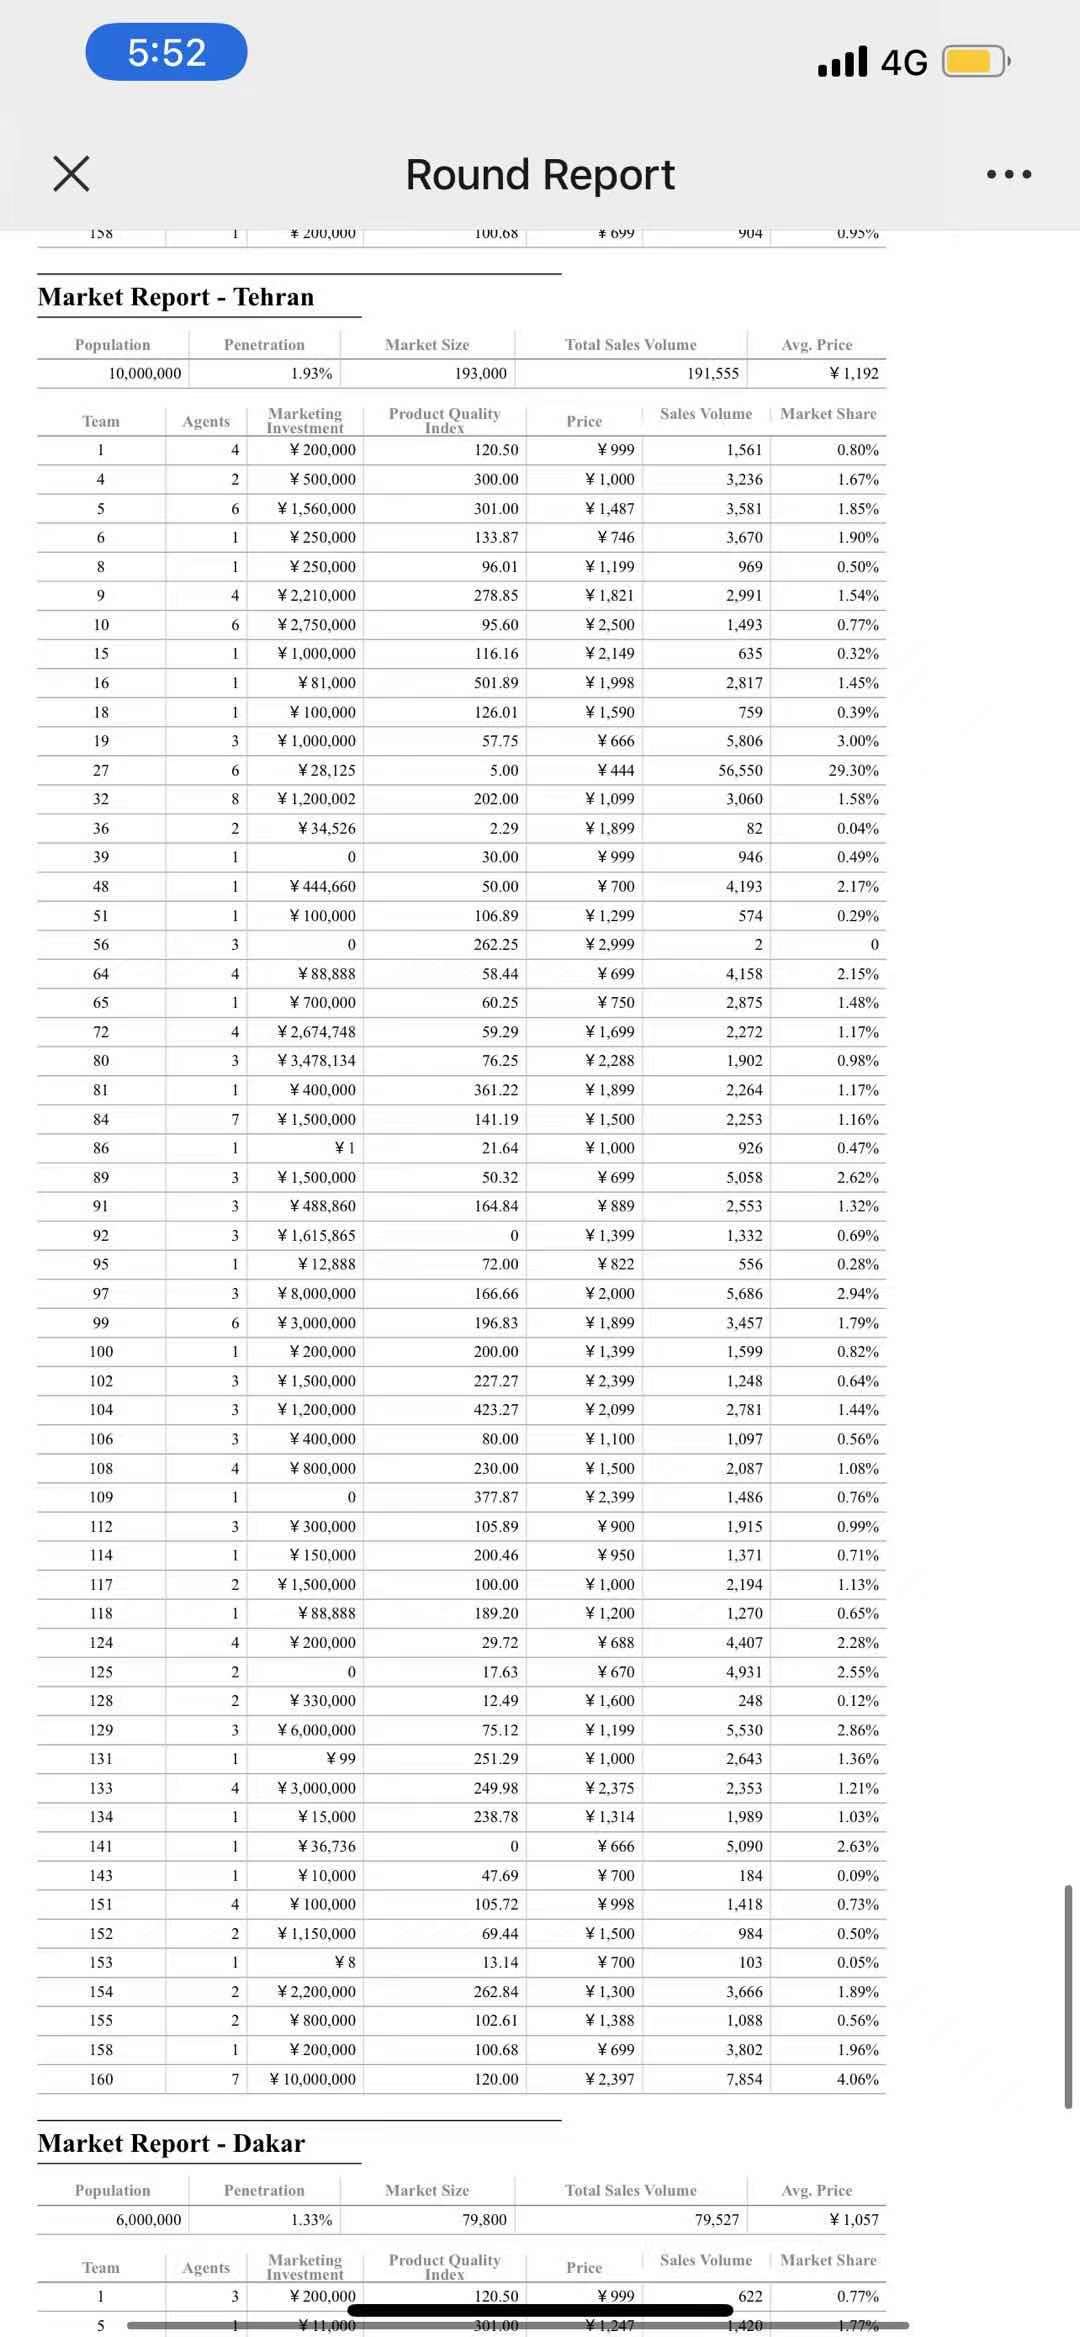 5:52 4G
Round Report
158 1 ¥ 200,000 100.68 ¥ 699 904 0.95%
Market Report - Tehran
Population Penetration Market Size Total Sales Volume Avg. Price
10,000,000 1.93% 193,000 191,555 ¥ 1,192
Team Agents Marketing Investment Product Quality Index Price Sales Volume Market Share
1 4 ¥ 200,000 120.50 ¥ 999 1,561 0.80%
4 2 ¥ 500,000 300.00 ¥ 1,000 3,236 1.67%
5 6 ¥ 1,560,000 301.00 ¥ 1,487 3,581 1.85%
6 1 ¥ 250,000 133.87 ¥ 746 3,670 1.90%
8 1 ¥ 250,000 96.01 ¥ 1,199 969 0.50%
9 4 ¥ 2,210,000 278.85 ¥ 1,821 2,991 1.54%
10 6 ¥ 2,750,000 95.60 ¥ 2,500 1,493 0.77%
15 1 ¥ 1,000,000 116.16 ¥ 2,149 635 0.32%
16 1 ¥ 81,000 501.89 ¥ 1,998 2,817 1.45%
18 1 ¥ 100,000 126.01 ¥ 1,590 759 0.39%
19 3 ¥ 1,000,000 57.75 ¥ 666 5,806 3.00%
27 6 ¥ 28,125 5.00 ¥ 444 56,550 29.30%
32 8 ¥ 1,200,002 202.00 ¥ 1,099 3,060 1.58%
36 2 ¥ 34,526 2.29 ¥ 1,899 82 0.04%
39 1 0 30.00 ¥ 999 946 0.49%
48 1 ¥ 444,660 50.00 ¥ 700 4,193 2.17%
51 1 ¥ 100,000 106.89 ¥ 1,299 574 0.29%
56 3 0 262.25 ¥ 2,999 2 0
64 4 ¥ 88,888 58.44 ¥ 699 4,158 2.15%
65 1 ¥ 700,000 60.25 ¥ 750 2,875 1.48%
72 4 ¥ 2,674,748 59.29 ¥ 1,699 2,272 1.17%
80 3 ¥ 3,478,134 76.25 ¥ 2,288 1,902 0.98%
81 1 ¥ 400,000 361.22 ¥ 1,899 2,264 1.17%
84 7 ¥ 1,500,000 141.19 ¥ 1,500 2,253 1.16%
86 1 ¥ 1 21.64 ¥ 1,000 926 0.47%
89 3 ¥ 1,500,000 50.32 ¥ 699 5,058 2.62%
91 3 ¥ 488,860 164.84 ¥ 889 2,553 1.32%
92 3 ¥ 1,615,865 0 ¥ 1,399 1,332 0.69%
95 1 ¥ 12,888 72.00 ¥ 822 556 0.28%
97 3 ¥ 8,000,000 166.66 ¥ 2,000 5,686 2.94%
99 6 ¥ 3,000,000 196.83 ¥ 1,899 3,457 1.79%
100 1 ¥ 200,000 200.00 ¥ 1,399 1,599 0.82%
102 3 ¥ 1,500,000 227.27 ¥ 2,399 1,248 0.64%
104 3 ¥ 1,200,000 423.27 ¥ 2,099 2,781 1.44%
106 3 ¥ 400,000 80.00 ¥ 1,100 1,097 0.56%
108 4 ¥ 800,000 230.00 ¥ 1,500 2,087 1.08%
109 1 0 377.87 ¥ 2,399 1,486 0.76%
112 3 ¥ 300,000 105.89 ¥ 900 1,915 0.99%
114 1 ¥ 150,000 200.46 ¥ 950 1,371 0.71%
117 2 ¥ 1,500,000 100.00 ¥ 1,000 2,194 1.13%
118 1 ¥ 88,888 189.20 ¥ 1,200 1,270 0.65%
124 4 ¥ 200,000 29.72 ¥ 688 4,407 2.28%
125 2 0 17.63 ¥ 670 4,931 2.55%
128 2 ¥ 330,000 12.49 ¥ 1,600 248 0.12%
129 3 ¥ 6,000,000 75.12 ¥ 1,199 5,530 2.86%
131 1 ¥ 99 251.29 ¥ 1,000 2,643 1.36%
133 4 ¥ 3,000,000 249.98 ¥ 2,375 2,353 1.21%
134 1 ¥ 15,000 238.78 ¥ 1,314 1,989 1.03%
141 1 ¥ 36,736 0 ¥ 666 5,090 2.63%
143 1 ¥ 10,000 47.69 ¥ 700 184 0.09%
151 4 ¥ 100,000 105.72 ¥ 998 1,418 0.73%
152 2 ¥ 1,150,000 69.44 ¥ 1,500 984 0.50%
153 1 ¥ 8 13.14 ¥ 700 103 0.05%
154 2 ¥ 2,200,000 262.84 ¥ 1,300 3,666 1.89%
155 2 ¥ 800,000 102.61 ¥ 1,388 1,088 0.56%
158 1 ¥ 200,000 100.68 ¥ 699 3,802 1.96%
160 7 ¥ 10,000,000 120.00 ¥ 2,397 7,854 4.06%
Market Report - Dakar
Population Penetration Market Size Total Sales Volume Avg. Price
6,000,000 1.33% 79,800 79,527 ¥ 1,057
Team Agents Marketing Investment Product Quality Index Price Sales Volume Market Share
1 3 ¥ 200,000 120.50 ¥ 999 622 0.77%
5 1 ¥ 11,000 301.00 ¥ 1,247 1,420 1.77%